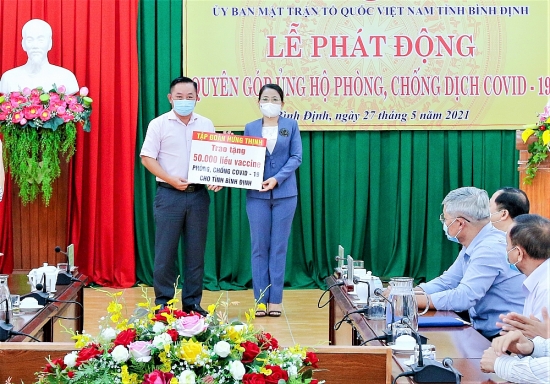 ỦY BAN MẶT TRẬN TỔ QUỐC VIỆT NAM TỈNH BÌNH ĐỊNH
LỄ PHÁT ĐỘNG
QUYÊN GÓP ỦNG HỘ PHÒNG, CHỐNG DỊCH COVID - 19
Bình Định, ngày 27 tháng 5 năm 2021
TẬP ĐOÀN HƯNG THỊNH
Trao tặng
50.000 liều vaccine
PHÒNG, CHỐNG COVID - 19
CHO TỈNH BÌNH ĐỊNH